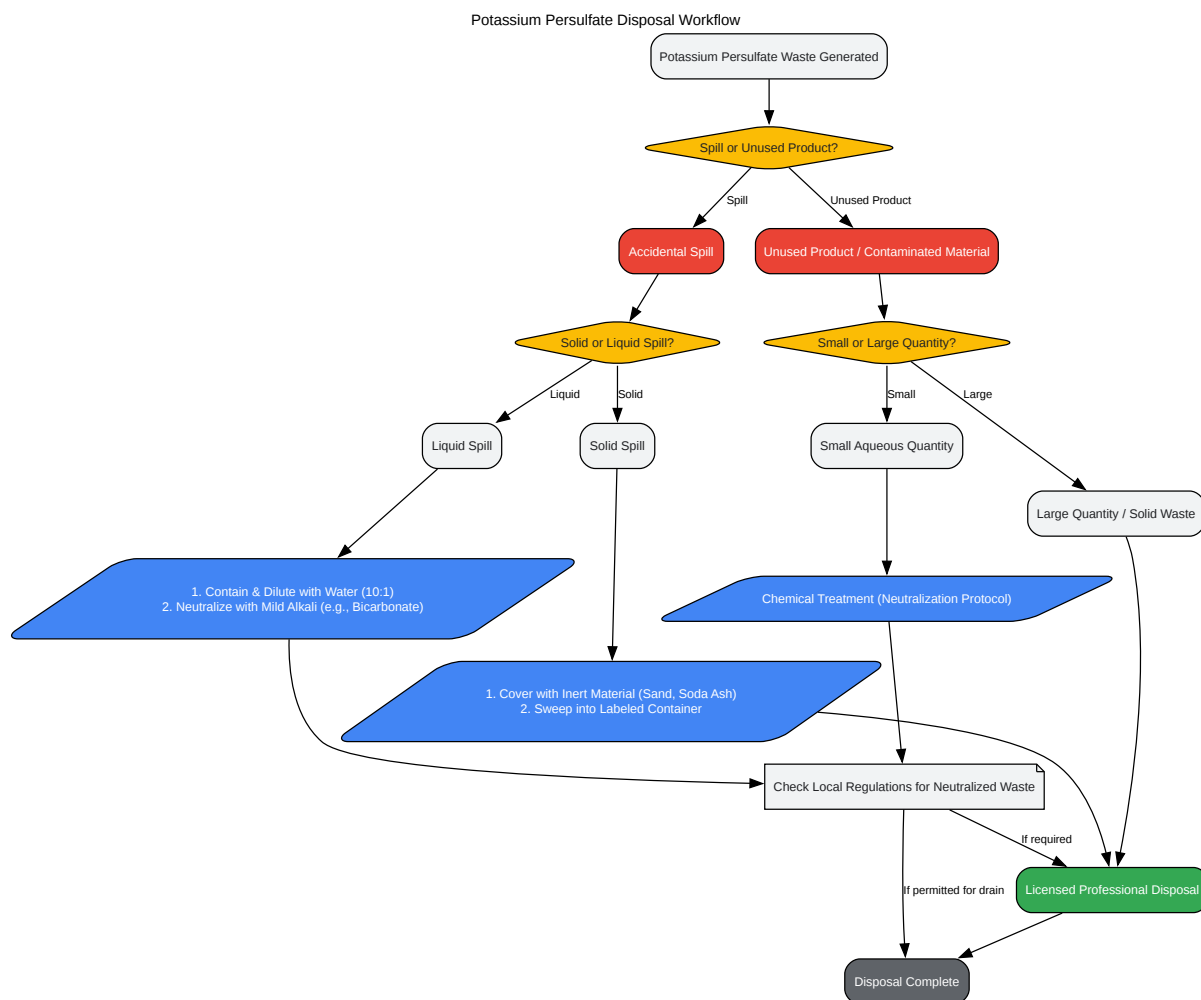 Potassium Persulfate Disposal Workflow
Potassium Persulfate Waste Generated
Spill or Unused Product?
Spill
Unused Product
Accidental Spill
Unused Product / Contaminated Material
Solid or Liquid Spill?
Small or Large Quantity?
Liquid
Solid
Small
Large
Liquid Spill
Solid Spill
Small Aqueous Quantity
Large Quantity / Solid Waste
1. Contain & Dilute with Water (10:1)
2. Neutralize with Mild Alkali (e.g., Bicarbonate)
Chemical Treatment (Neutralization Protocol)
1. Cover with Inert Material (Sand, Soda Ash)
2. Sweep into Labeled Container
Check Local Regulations for Neutralized Waste
If required
If permitted for drain
Licensed Professional Disposal
Disposal Complete